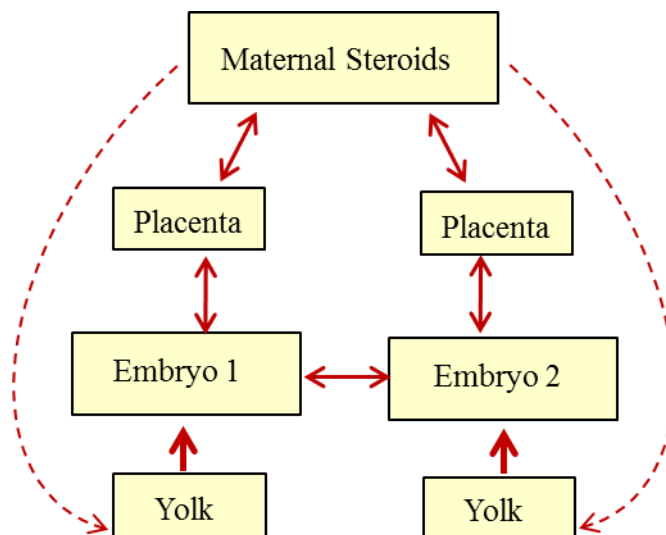 Maternal Steroids
Placenta
Placenta
Embryo 1
Embryo 2
Yolk
Yolk